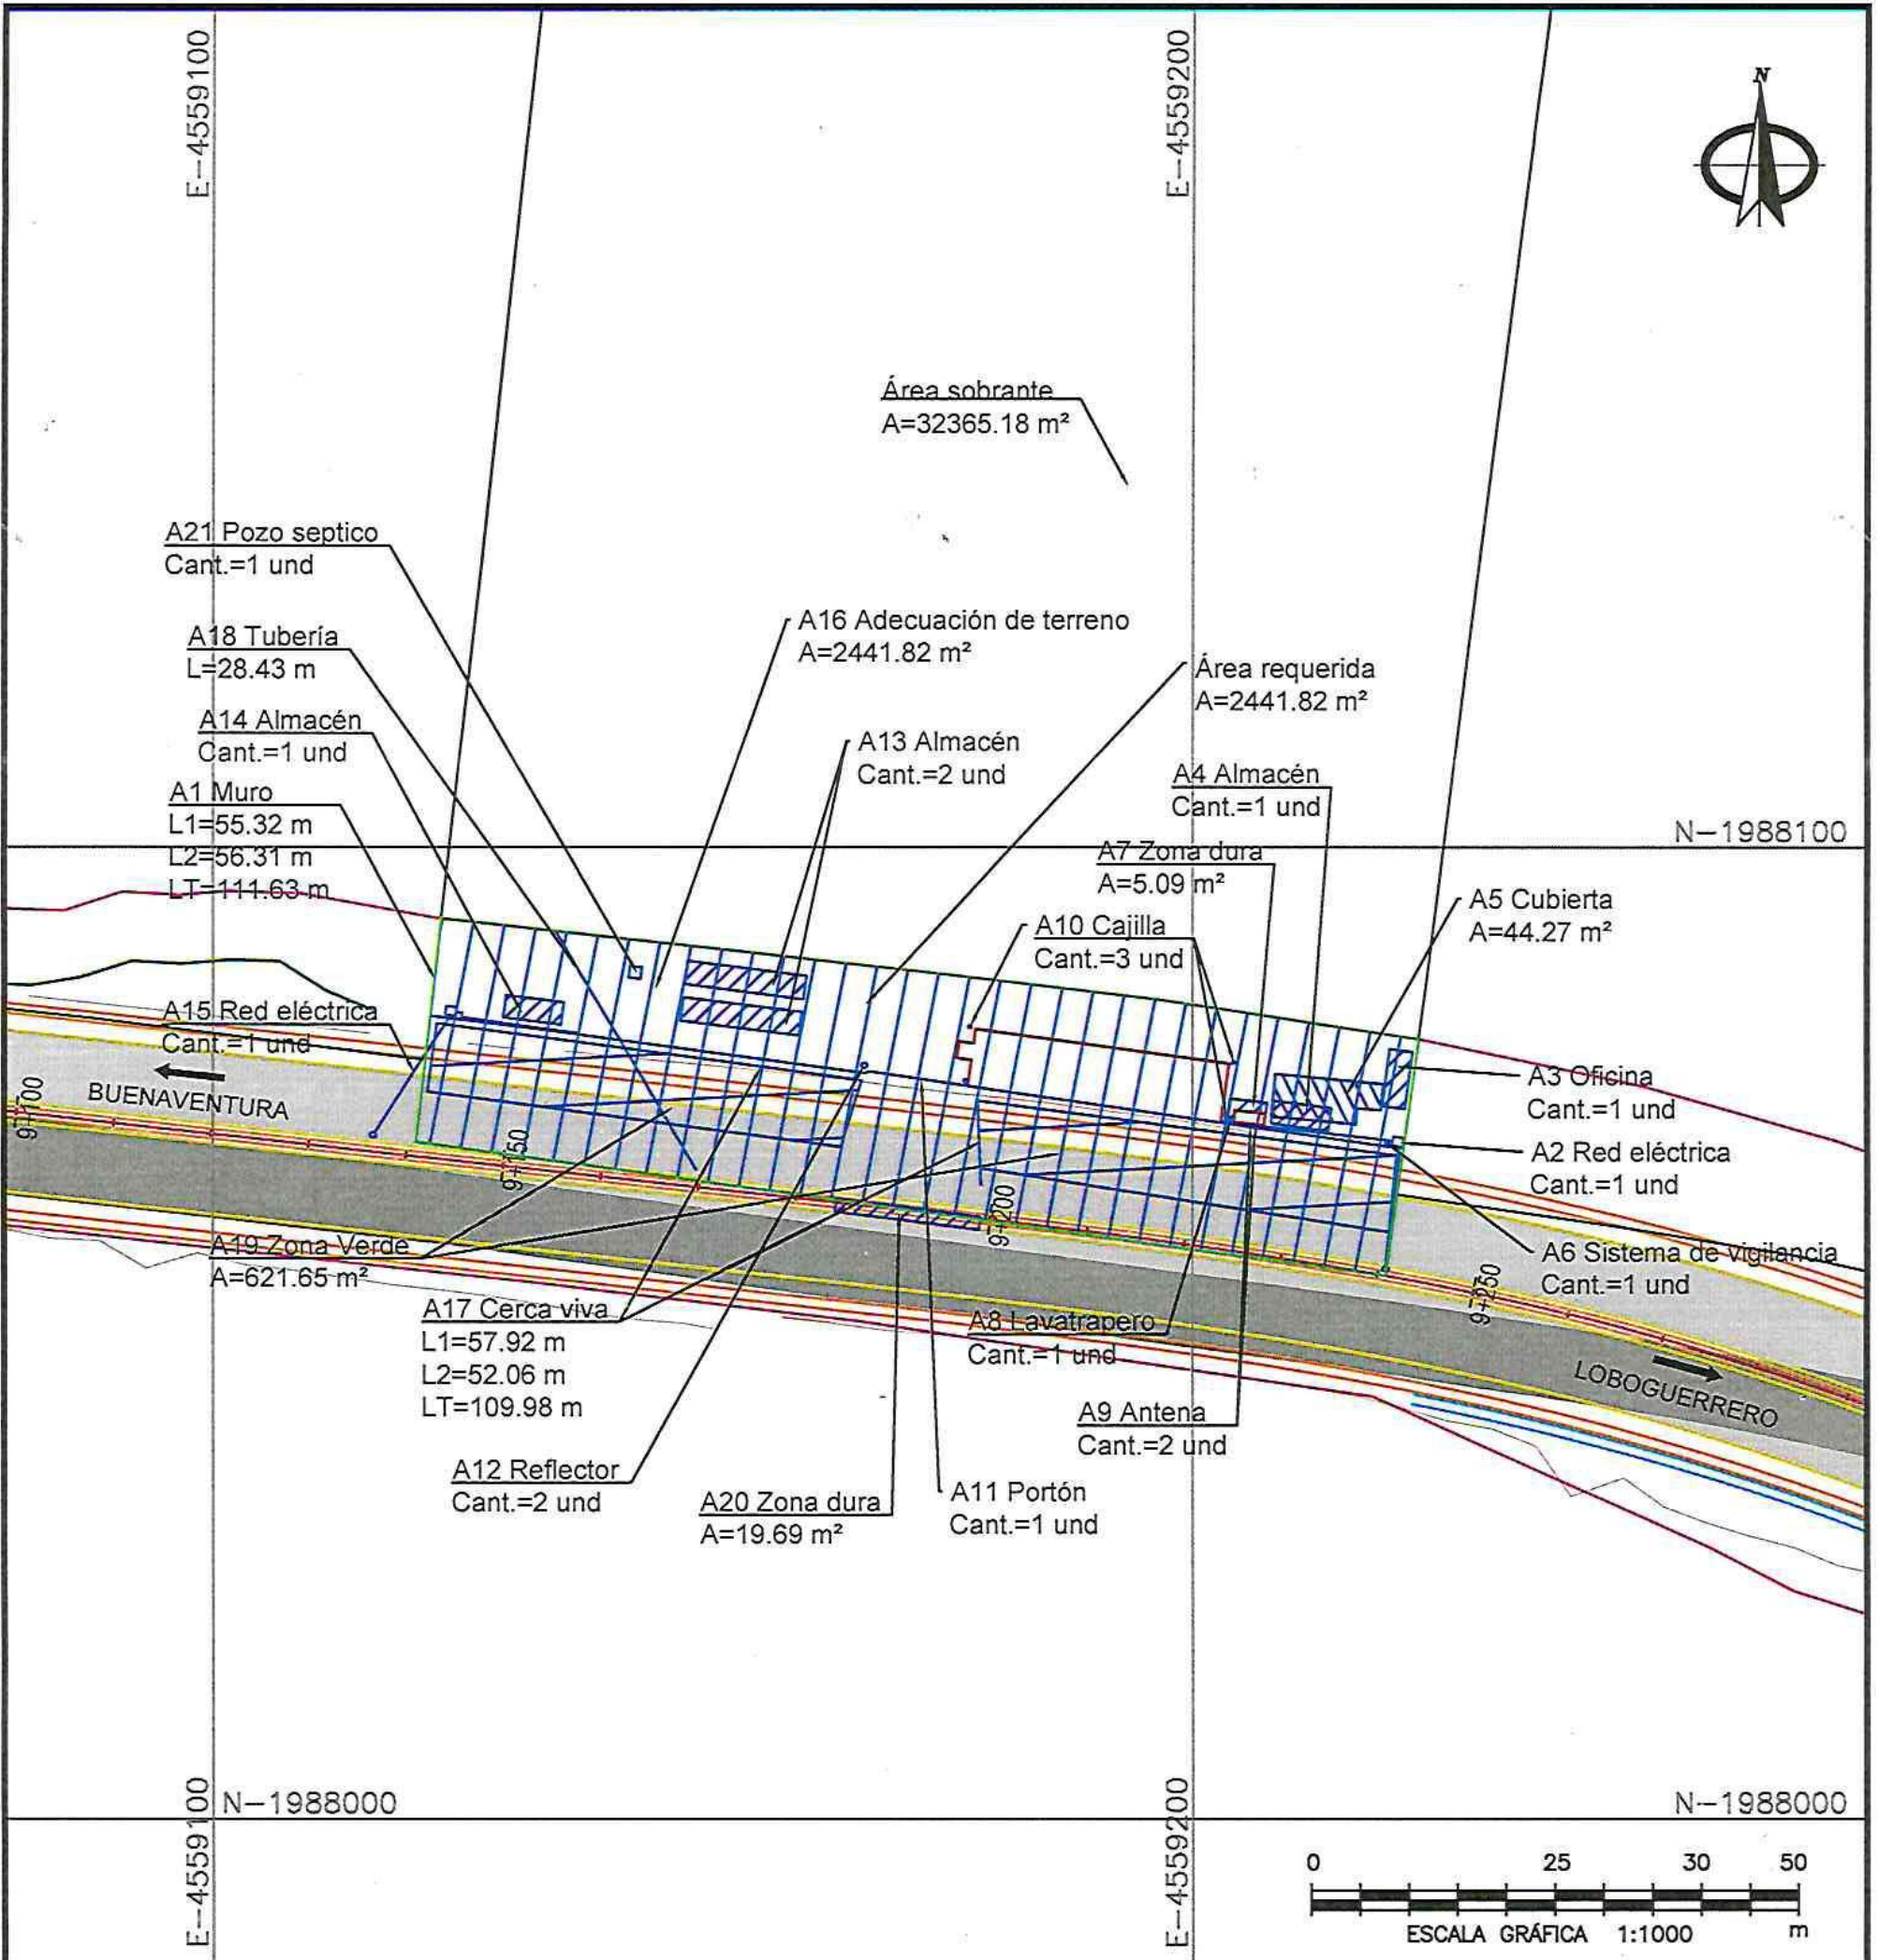 E-4559100
E-4559200
N
Área sobrante
A=32365.18 m²
A21 Pozo septico
Cant.=1 und
A18 Tubería
L=28.43 m
A16 Adecuación de terreno
A=2441.82 m²
Área requerida
A=2441.82 m²
A14 Almacén
Cant.=1 und
A13 Almacén
Cant.=2 und
A4 Almacén
Cant.=1 und
A1 Muro
L1=55.32 m
L2=56.31 m
LT=111.63 m
N-1988100
A7 Zona dura
A=5.09 m²
A5 Cubierta
A=44.27 m²
A10 Cajilla
Cant.=3 und
A15 Red eléctrica
Cant.=1 und
BUENAVENTURA
9+100
9+150
9+200
9+250
A3 Oficina
Cant.=1 und
A2 Red eléctrica
Cant.=1 und
A6 Sistema de vigilancia
Cant.=1 und
A19 Zona Verde
A=621.65 m²
A17 Cerca viva
L1=57.92 m
L2=52.06 m
LT=109.98 m
A8 Lavatrapero
Cant.=1 und
LOBOGUERRERO
A9 Antena
Cant.=2 und
A12 Reflector
Cant.=2 und
A20 Zona dura
A=19.69 m²
A11 Portón
Cant.=1 und
E-4559100
N-1988000
E-4559200
N-1988000
0 25 30 50
ESCALA GRÁFICA 1:1000 m